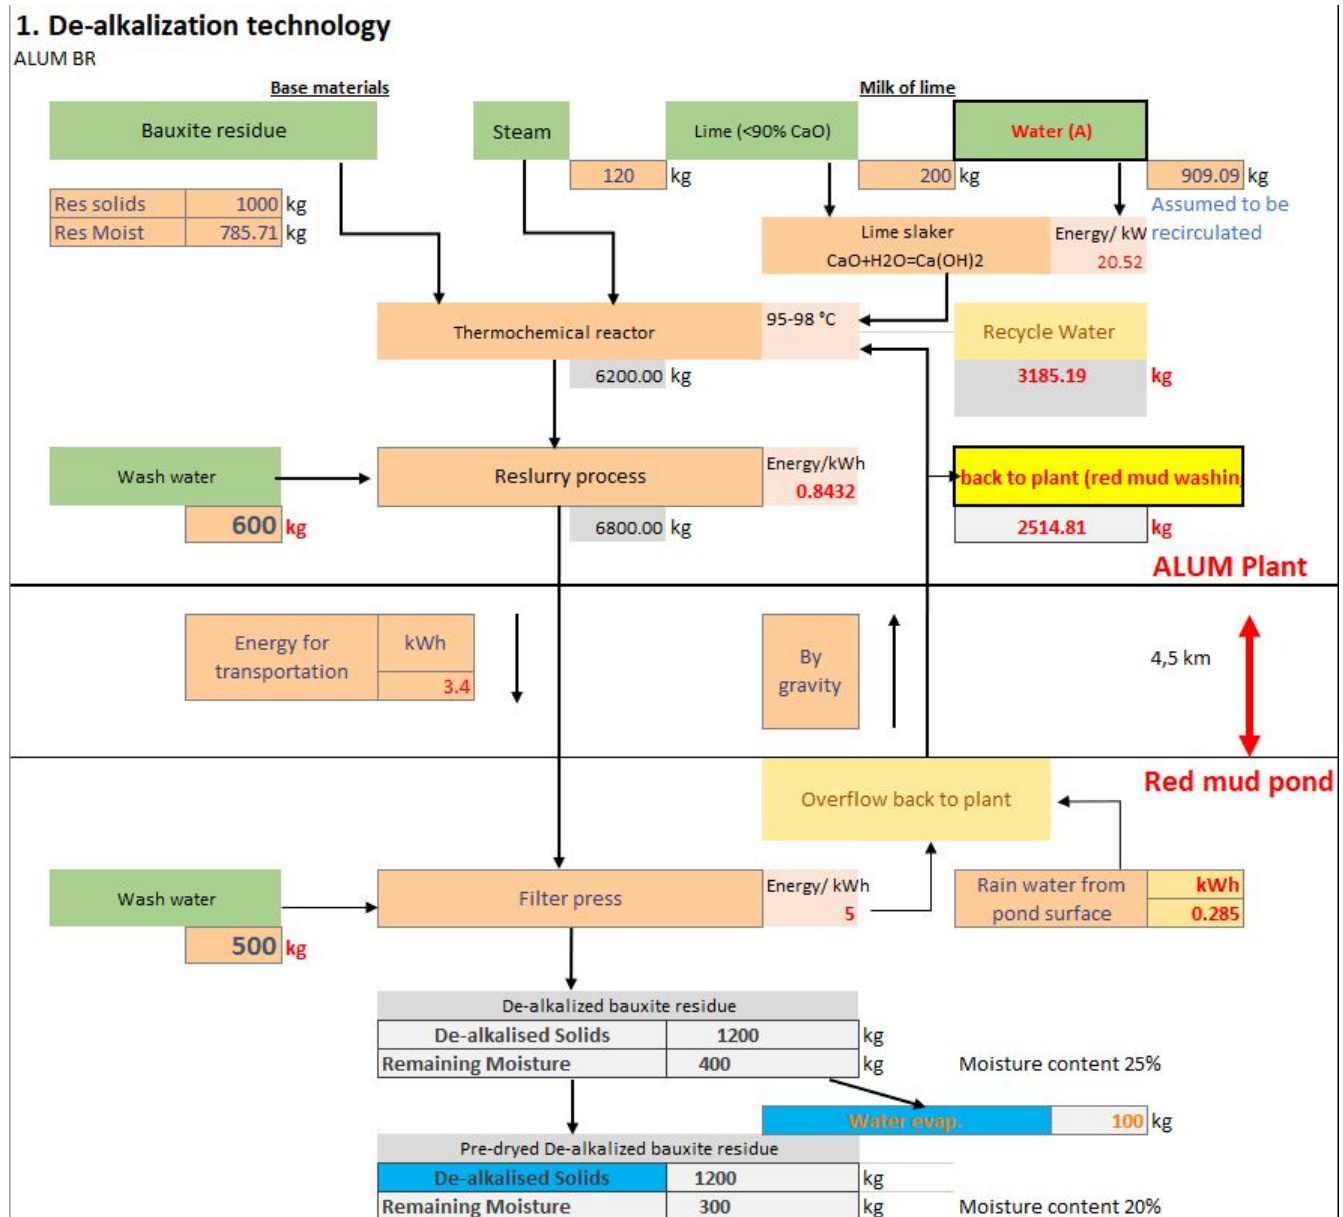 1. De-alkalization technology
ALUM BR
Base materials
Milk of lime
Bauxite residue
Steam
Lime (<90% CaO)
Water (A)
120 kg
200 kg
909.09 kg
Res solids 1000 kg
Res Moist 785.71 kg
Assumed to be
recirculated
Lime slaker
CaO+H2O=Ca(OH)2
Energy/ kW
20.52
Thermochemical reactor
95-98 °C
Recycle Water
6200.00 kg
3185.19 kg
Wash water
Reslurry process
Energy/kWh
0.8432
back to plant (red mud washin
600 kg
6800.00 kg
2514.81 kg
ALUM Plant
Energy for
transportation
kWh
3.4
By
gravity
4,5 km
Red mud pond
Overflow back to plant
Wash water
Filter press
Energy/ kWh
5
Rain water from
pond surface
kWh
0.285
500 kg
De-alkalized bauxite residue
De-alkalised Solids 1200 kg
Remaining Moisture 400 kg Moisture content 25%
Water evap. 100 kg
Pre-dryed De-alkalized bauxite residue
De-alkalised Solids 1200 kg
Remaining Moisture 300 kg Moisture content 20%